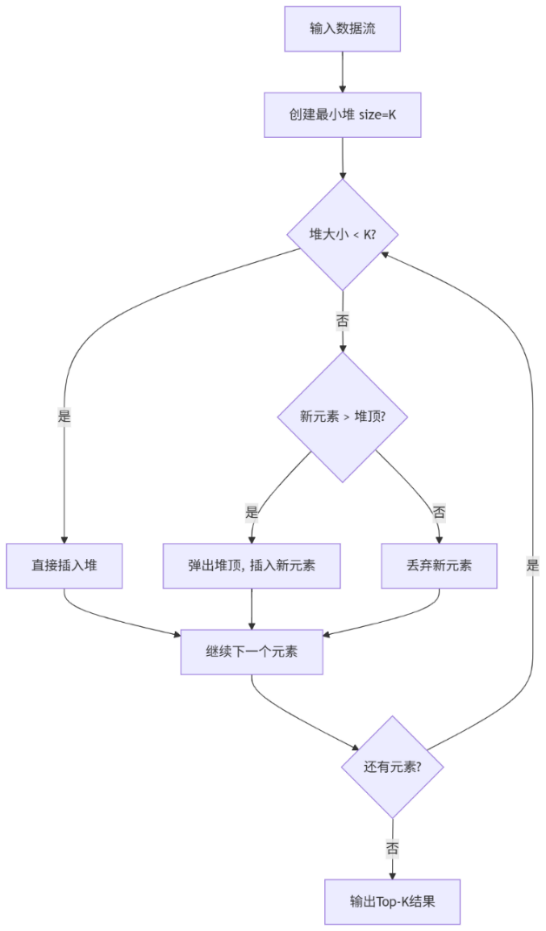 输入数据流
创建最小堆 size=K
堆大小 < K?
否
是
新元素 > 堆顶?
是
否
是
直接插入堆
弹出堆顶, 插入新元素
丢弃新元素
继续下一个元素
还有元素?
否
输出Top-K结果